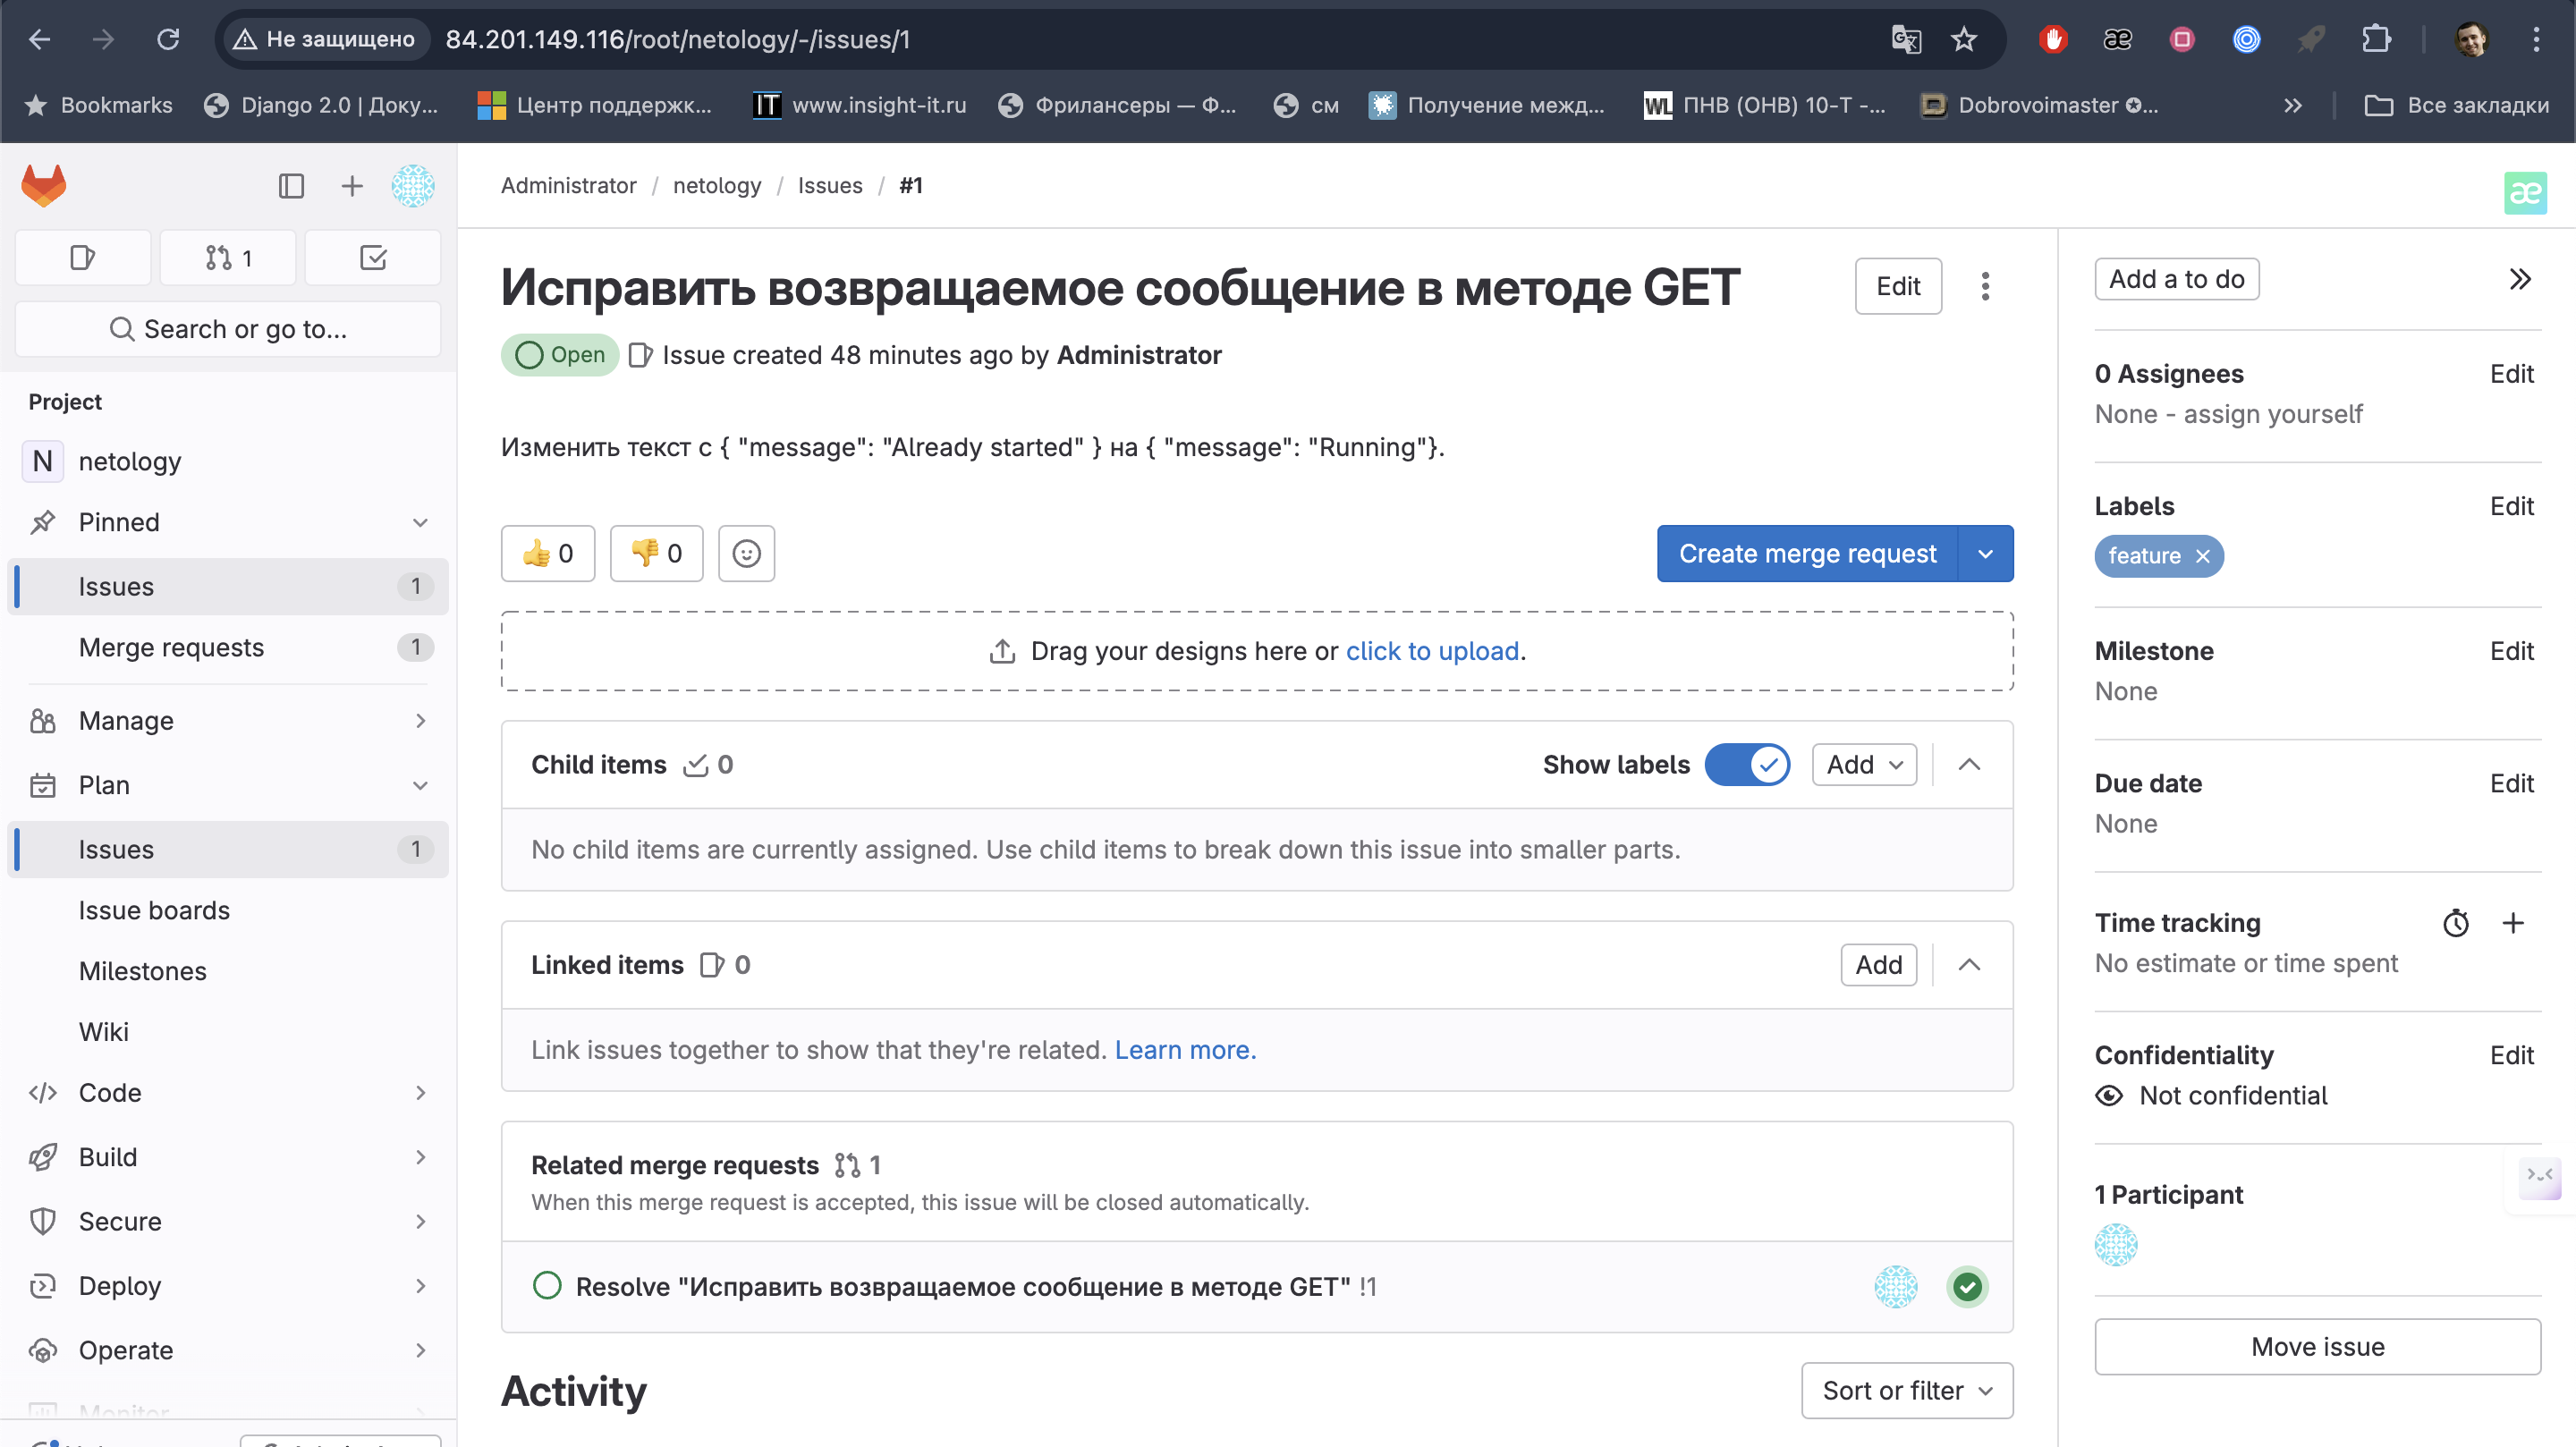 Не защищено 84.201.149.116/root/netology/-/issues/1
Bookmarks Django 2.0 | Доку... Центр поддержк... www.insight-it.ru Фрилансеры — Ф... см Получение межд... ПНВ (ОНВ) 10-Т -... Dobrovoimaster ✪... Все закладки
Administrator / netology / Issues / #1
1
Search or go to...
Project
N netology
Pinned
Issues 1
Merge requests 1
Manage
Plan
Issues 1
Issue boards
Milestones
Wiki
Code
Build
Secure
Deploy
Operate
Monitor
Исправить возвращаемое сообщение в методе GET
Edit
Open Issue created 48 minutes ago by Administrator
Изменить текст с { "message": "Already started" } на { "message": "Running"}.
👍 0 👎 0
Create merge request
Drag your designs here or click to upload.
Child items 0 Show labels Add
No child items are currently assigned. Use child items to break down this issue into smaller parts.
Linked items 0 Add
Link issues together to show that they're related. Learn more.
Related merge requests 1
When this merge request is accepted, this issue will be closed automatically.
Resolve "Исправить возвращаемое сообщение в методе GET" !1
Activity
Sort or filter
æ
Add a to do
0 Assignees Edit
None - assign yourself
Labels Edit
feature
Milestone Edit
None
Due date Edit
None
Time tracking
No estimate or time spent
Confidentiality Edit
Not confidential
1 Participant
Move issue